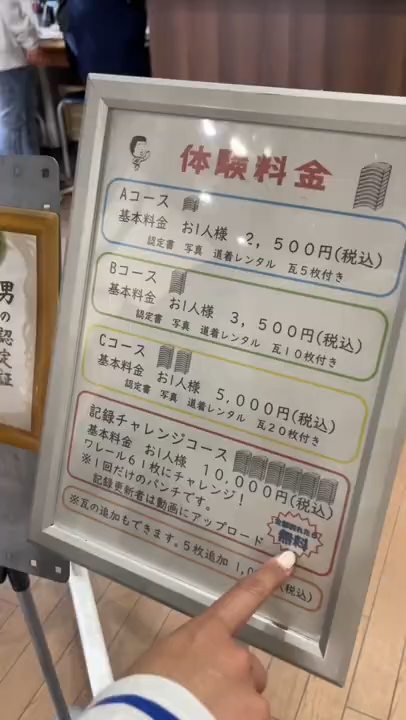 体験料金
Aコース
基本料金 お1人様 2,500円(税込)
認定書 写真 道着レンタル 瓦5枚付き
Bコース
基本料金 お1人様 3,500円(税込)
認定書 写真 道着レンタル 瓦10枚付き
Cコース
基本料金 お1人様 5,000円(税込)
認定書 写真 道着レンタル 瓦20枚付き
記録チャレンジコース
基本料金 お1人様 10,000円(税込)
ワレール61枚にチャレンジ!
※1回だけのパンチです。
記録更新者は動画にアップロード
無料
※瓦の追加もできます。5枚追加 1,0
(税込)
男の認定証